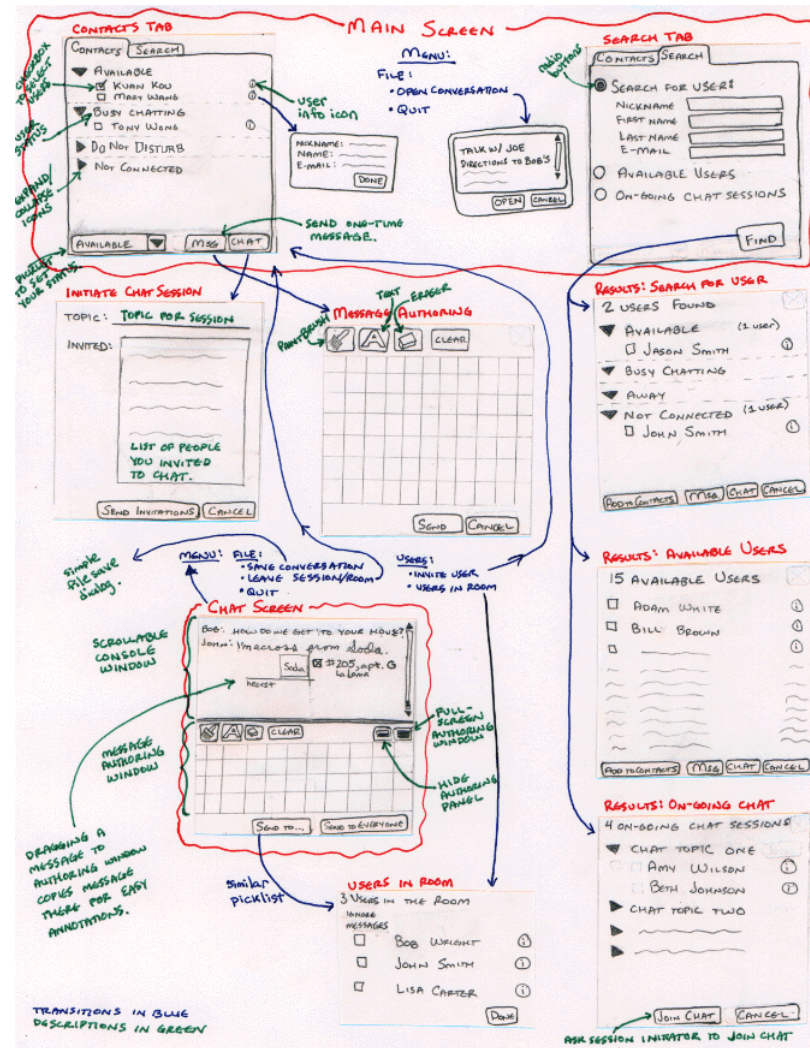 MAIN SCREEN
CONTACTS TAB
CONTACTS SEARCH
AVAILABLE
KUAN KOU
MARY WANG
BUSY CHATTING
TONY WONG
DO NOT DISTURB
NOT CONNECTED
AVAILABLE MSG CHAT
CHECKBOX
TO SELECT
USERS
USER
STATUS
EXPAND/
COLLAPSE
ICONS
PICKLIST
TO SET
YOUR STATUS.
USER
INFO ICON
SEND ONE-TIME
MESSAGE.
NICKNAME:
NAME:
E-MAIL:
DONE
MENU:
FILE:
• OPEN CONVERSATION
• QUIT
TALK W/ JOE
DIRECTIONS TO BOB'S
OPEN CANCEL
SEARCH TAB
radio
buttons
CONTACTS SEARCH
SEARCH FOR USER:
NICKNAME
FIRST NAME
LAST NAME
E-MAIL
AVAILABLE USERS
ON-GOING CHAT SESSIONS
FIND
INITIATE CHAT SESSION
TOPIC: TOPIC FOR SESSION
INVITED:
LIST OF PEOPLE
YOU INVITED
TO CHAT.
SEND INVITATIONS CANCEL
MESSAGE AUTHORING
PAINTBRUSH
TEXT
ERASER
A CLEAR
SEND CANCEL
RESULTS: SEARCH FOR USER
2 USERS FOUND
AVAILABLE (1 USER)
JASON SMITH
BUSY CHATTING
AWAY
NOT CONNECTED (1 USER)
JOHN SMITH
ADD TO CONTACTS MSG CHAT CANCEL
simple
file save
dialog.
MENU: FILE:
• SAVE CONVERSATION
• LEAVE SESSION/ROOM
• QUIT
USERS:
• INVITE USER
• USERS IN ROOM
CHAT SCREEN
BOB: HOW DO WE GET TO YOUR HOUSE?
John: I'm across from Soda.
Soda #205, apt. G
La Loma
hearst
A CLEAR
SEND TO... SEND TO EVERYONE
SCROLLABLE
CONSOLE
WINDOW
MESSAGE
AUTHORING
WINDOW
DRAGGING A
MESSAGE TO
AUTHORING WINDOW
COPIES MESSAGE
THERE FOR EASY
ANNOTATIONS.
FULL-
SCREEN
AUTHORING
WINDOW
HIDE
AUTHORING
PANEL
similar
picklist
USERS IN ROOM
3 USERS IN THE ROOM
IGNORE
MESSAGES
BOB WRIGHT
JOHN SMITH
LISA CARTER
DONE
RESULTS: AVAILABLE USERS
15 AVAILABLE USERS
ADAM WHITE
BILL BROWN
ADD TO CONTACTS MSG CHAT CANCEL
RESULTS: ON-GOING CHAT
4 ON-GOING CHAT SESSIONS
CHAT TOPIC ONE
AMY WILSON
BETH JOHNSON
CHAT TOPIC TWO
JOIN CHAT CANCEL
ASK SESSION INITIATOR TO JOIN CHAT
TRANSITIONS IN BLUE
DESCRIPTIONS IN GREEN